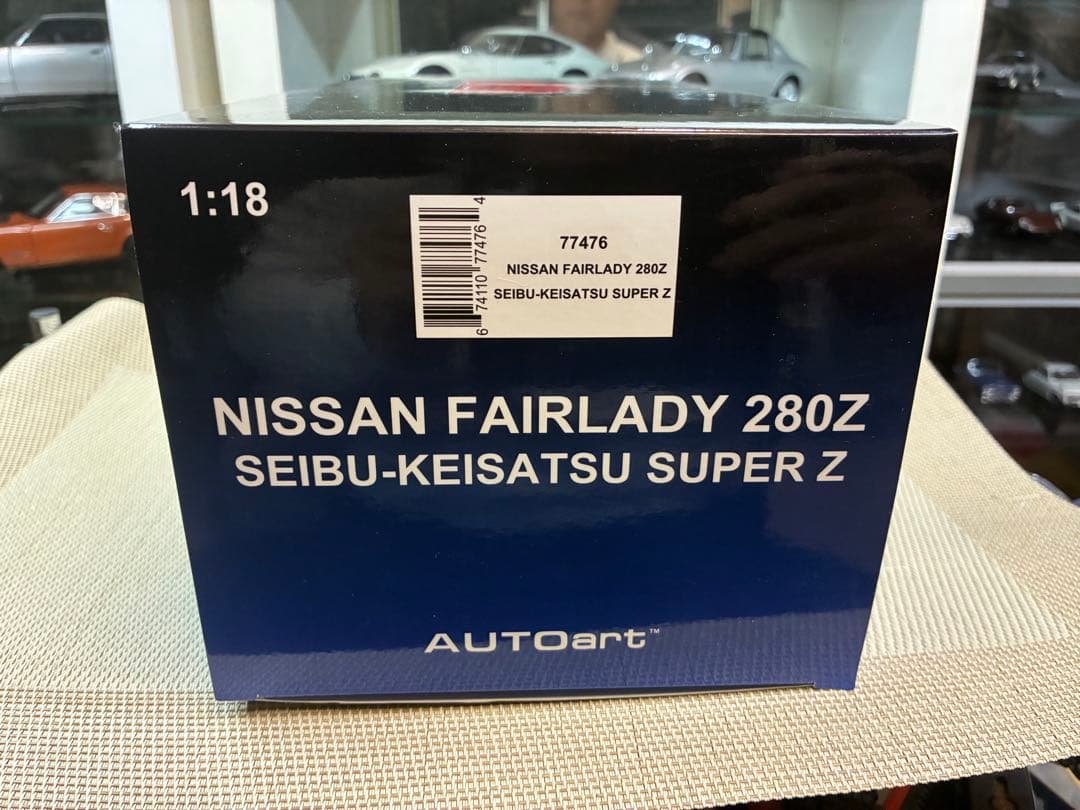 1:18
77476
NISSAN FAIRLADY 280Z
SEIBU-KEISATSU SUPER Z
6 74110 77476 4
NISSAN FAIRLADY 280Z
SEIBU-KEISATSU SUPER Z
AUTOart™